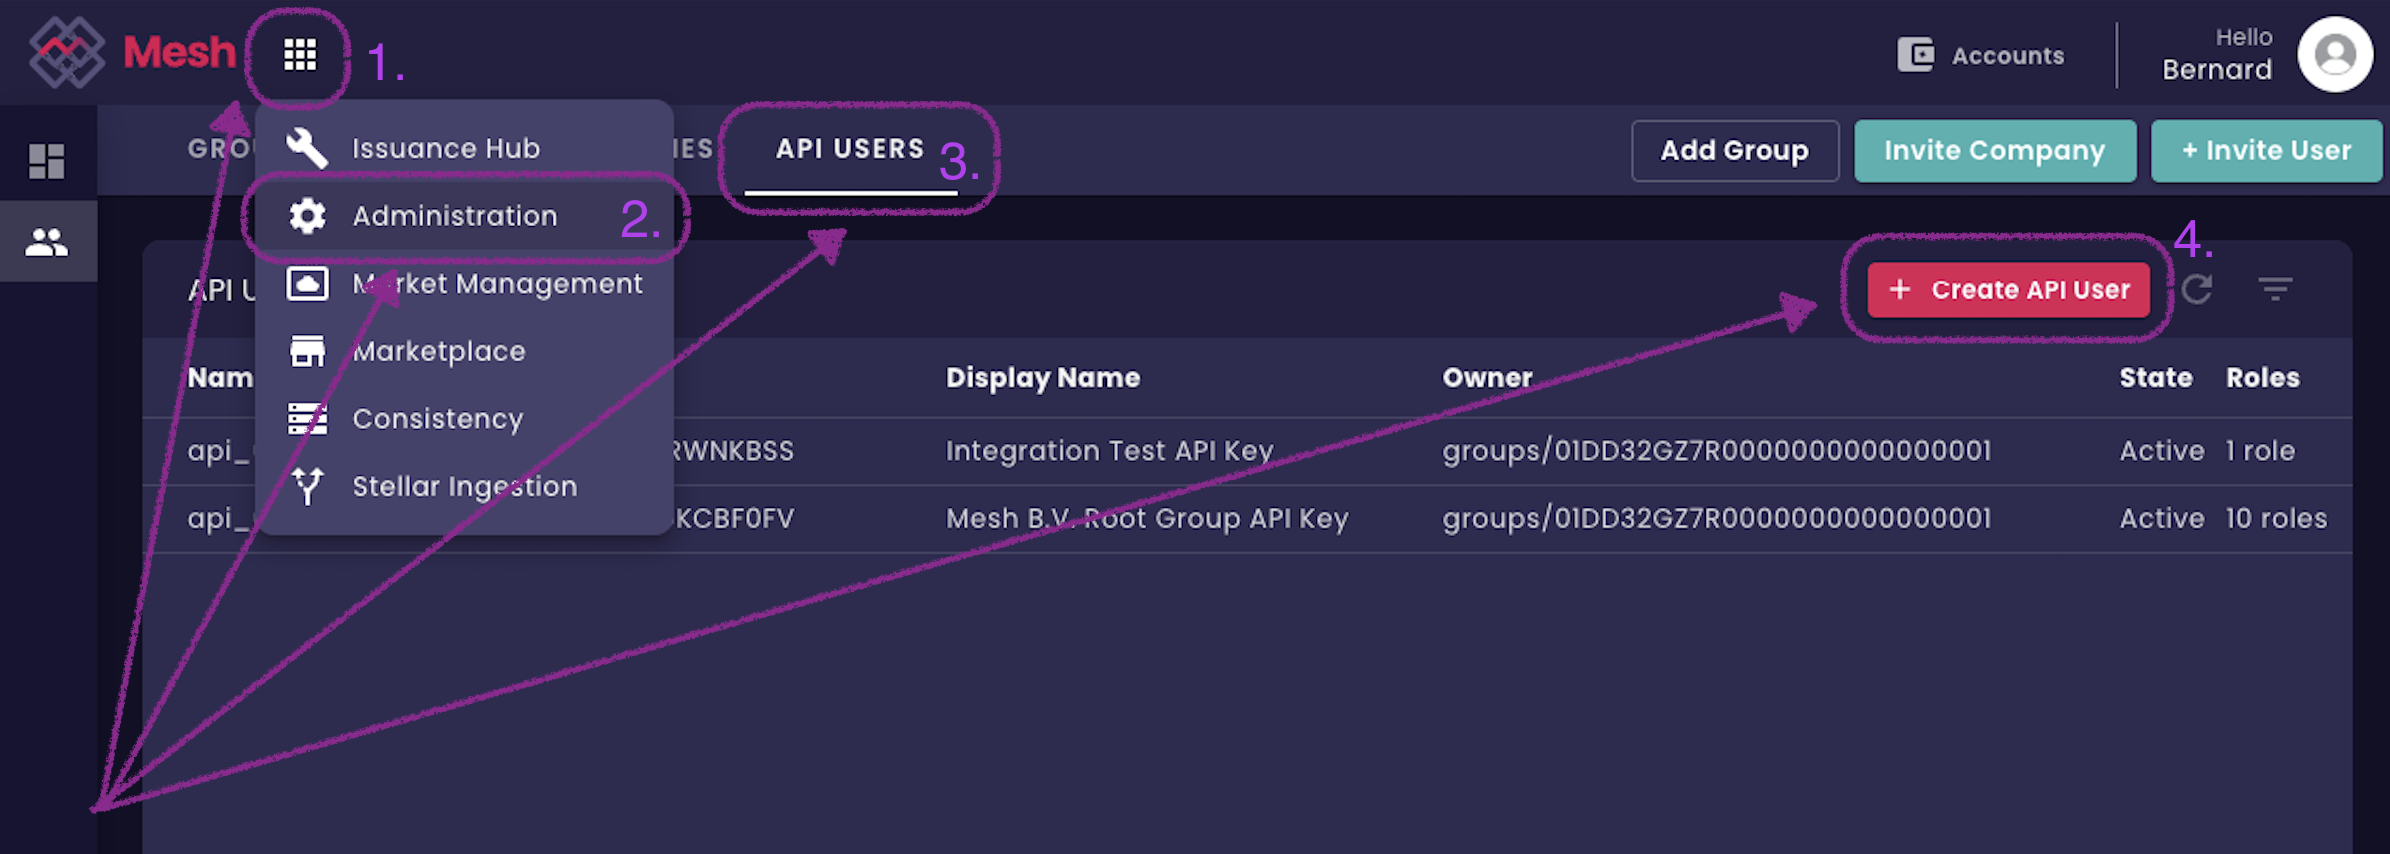 Mesh
1.
Accounts
Hello
Bernard
GROU
IES
API USERS
3.
Add Group
Invite Company
+ Invite User
Issuance Hub
Administration
2.
Market Management
Marketplace
Consistency
Stellar Ingestion
API U
+ Create API User
4.
Nam
Display Name
Owner
State
Roles
api_
RWNKBSS
Integration Test API Key
groups/01DD32GZ7R0000000000000001
Active
1 role
api_
KCBF0FV
Mesh B.V. Root Group API Key
groups/01DD32GZ7R0000000000000001
Active
10 roles